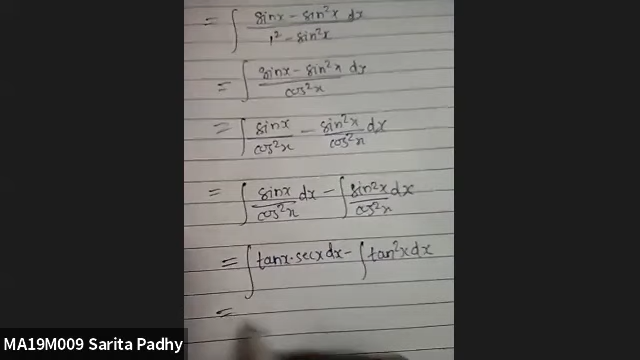 = ∫ sinx - sin²x / 1² - sin²x dx
= ∫ sinx - sin²x / cos²x dx
= ∫ sinx / cos²x - sin²x / cos²x dx
= ∫ sinx / cos²x dx - ∫ sin²x / cos²x dx
= ∫ tanx · secx dx - ∫ tan²x dx
=
MA19M009 Sarita Padhy